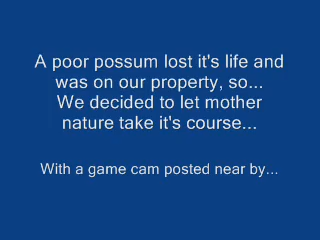 A poor possum lost it's life and
was on our property, so...
We decided to let mother
nature take it's course...
With a game cam posted near by...